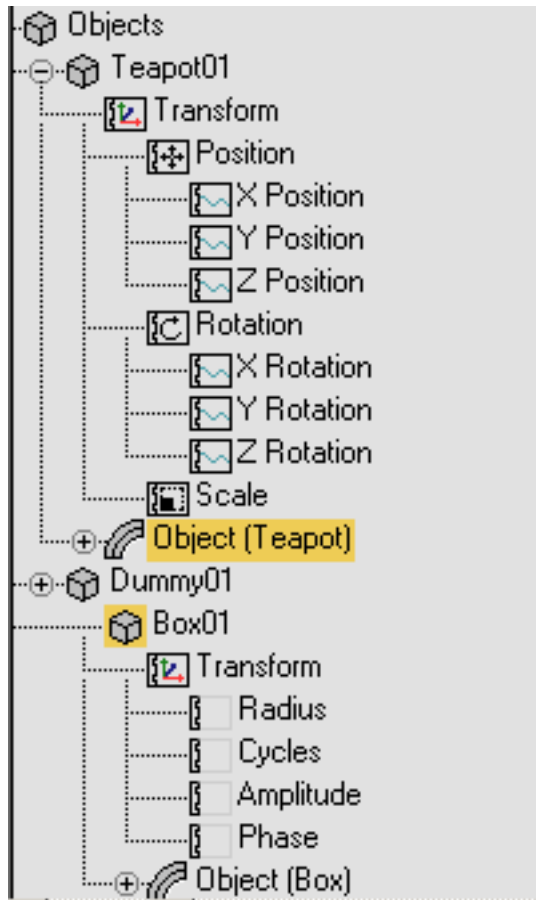 Objects
Teapot01
Transform
Position
X Position
Y Position
Z Position
Rotation
X Rotation
Y Rotation
Z Rotation
Scale
Object (Teapot)
Dummy01
Box01
Transform
Radius
Cycles
Amplitude
Phase
Object (Box)